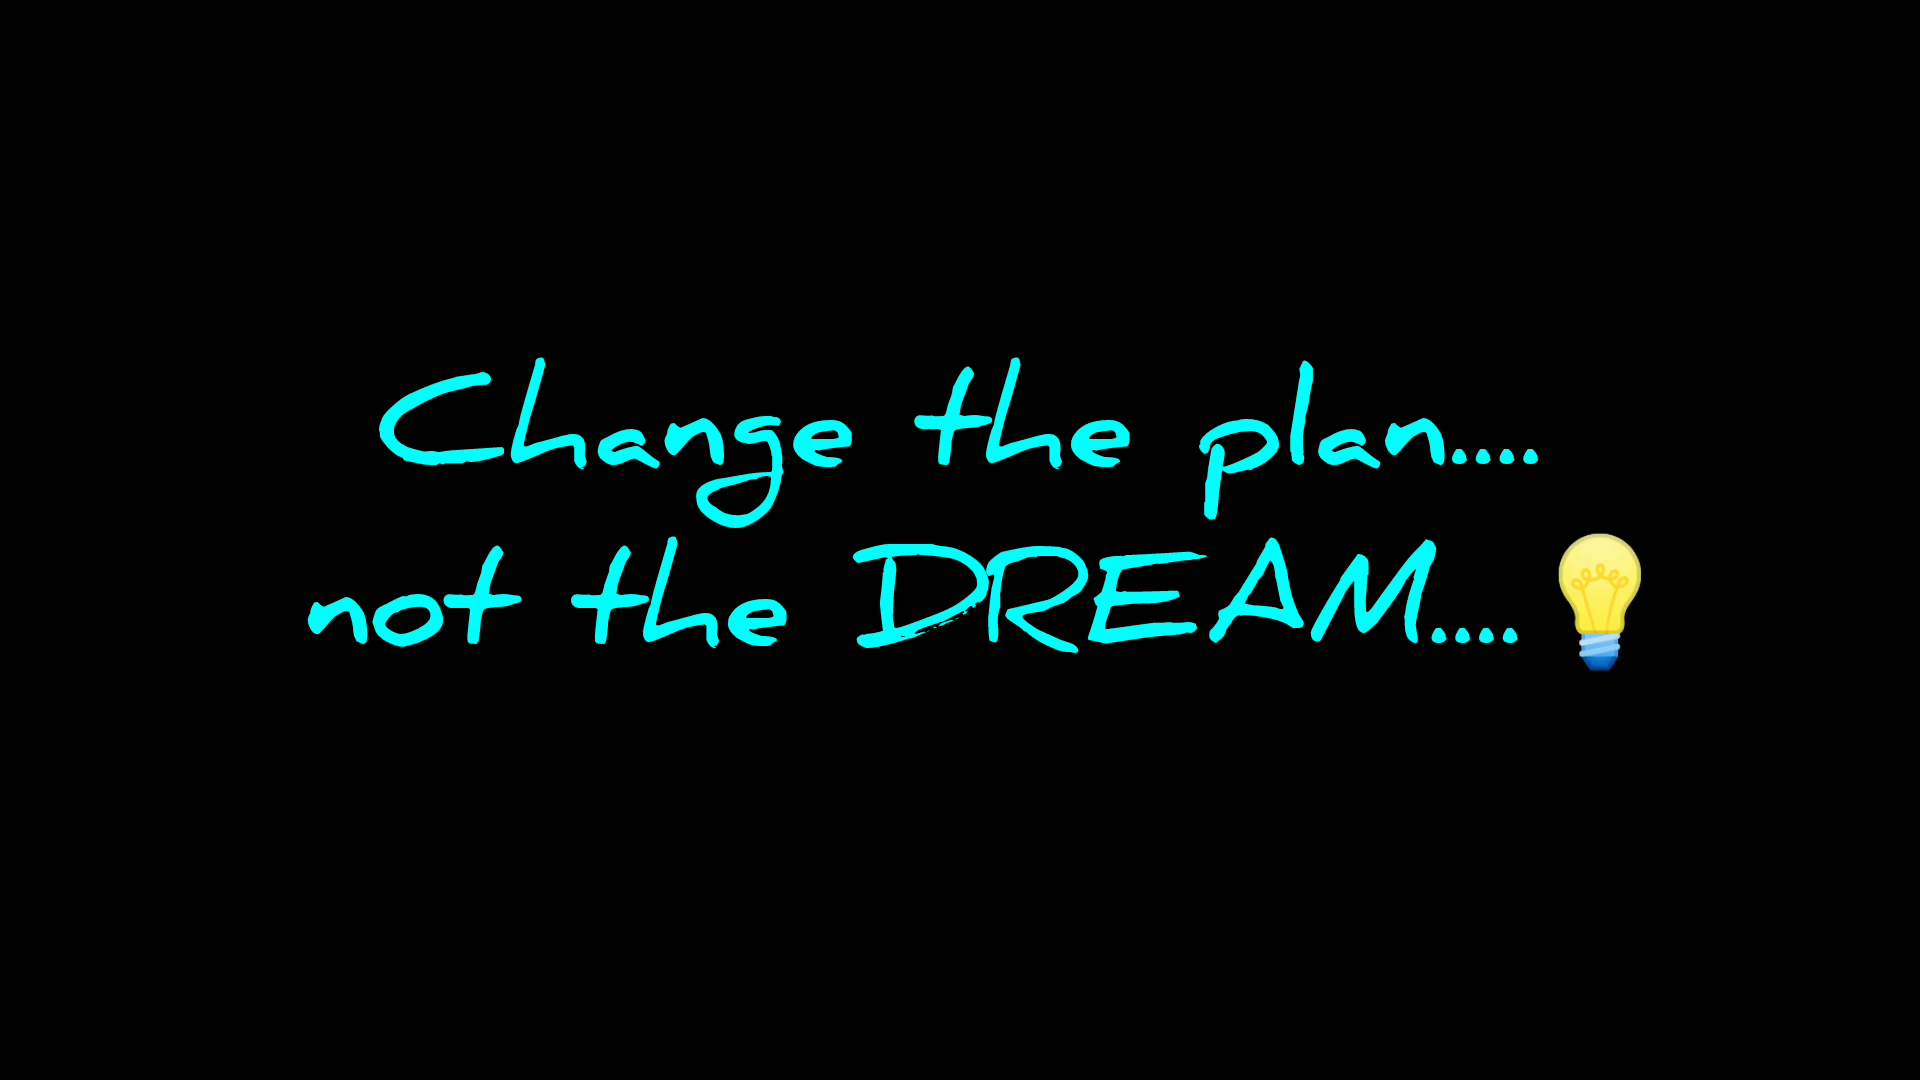 Change the plan....
not the DREAM....💡